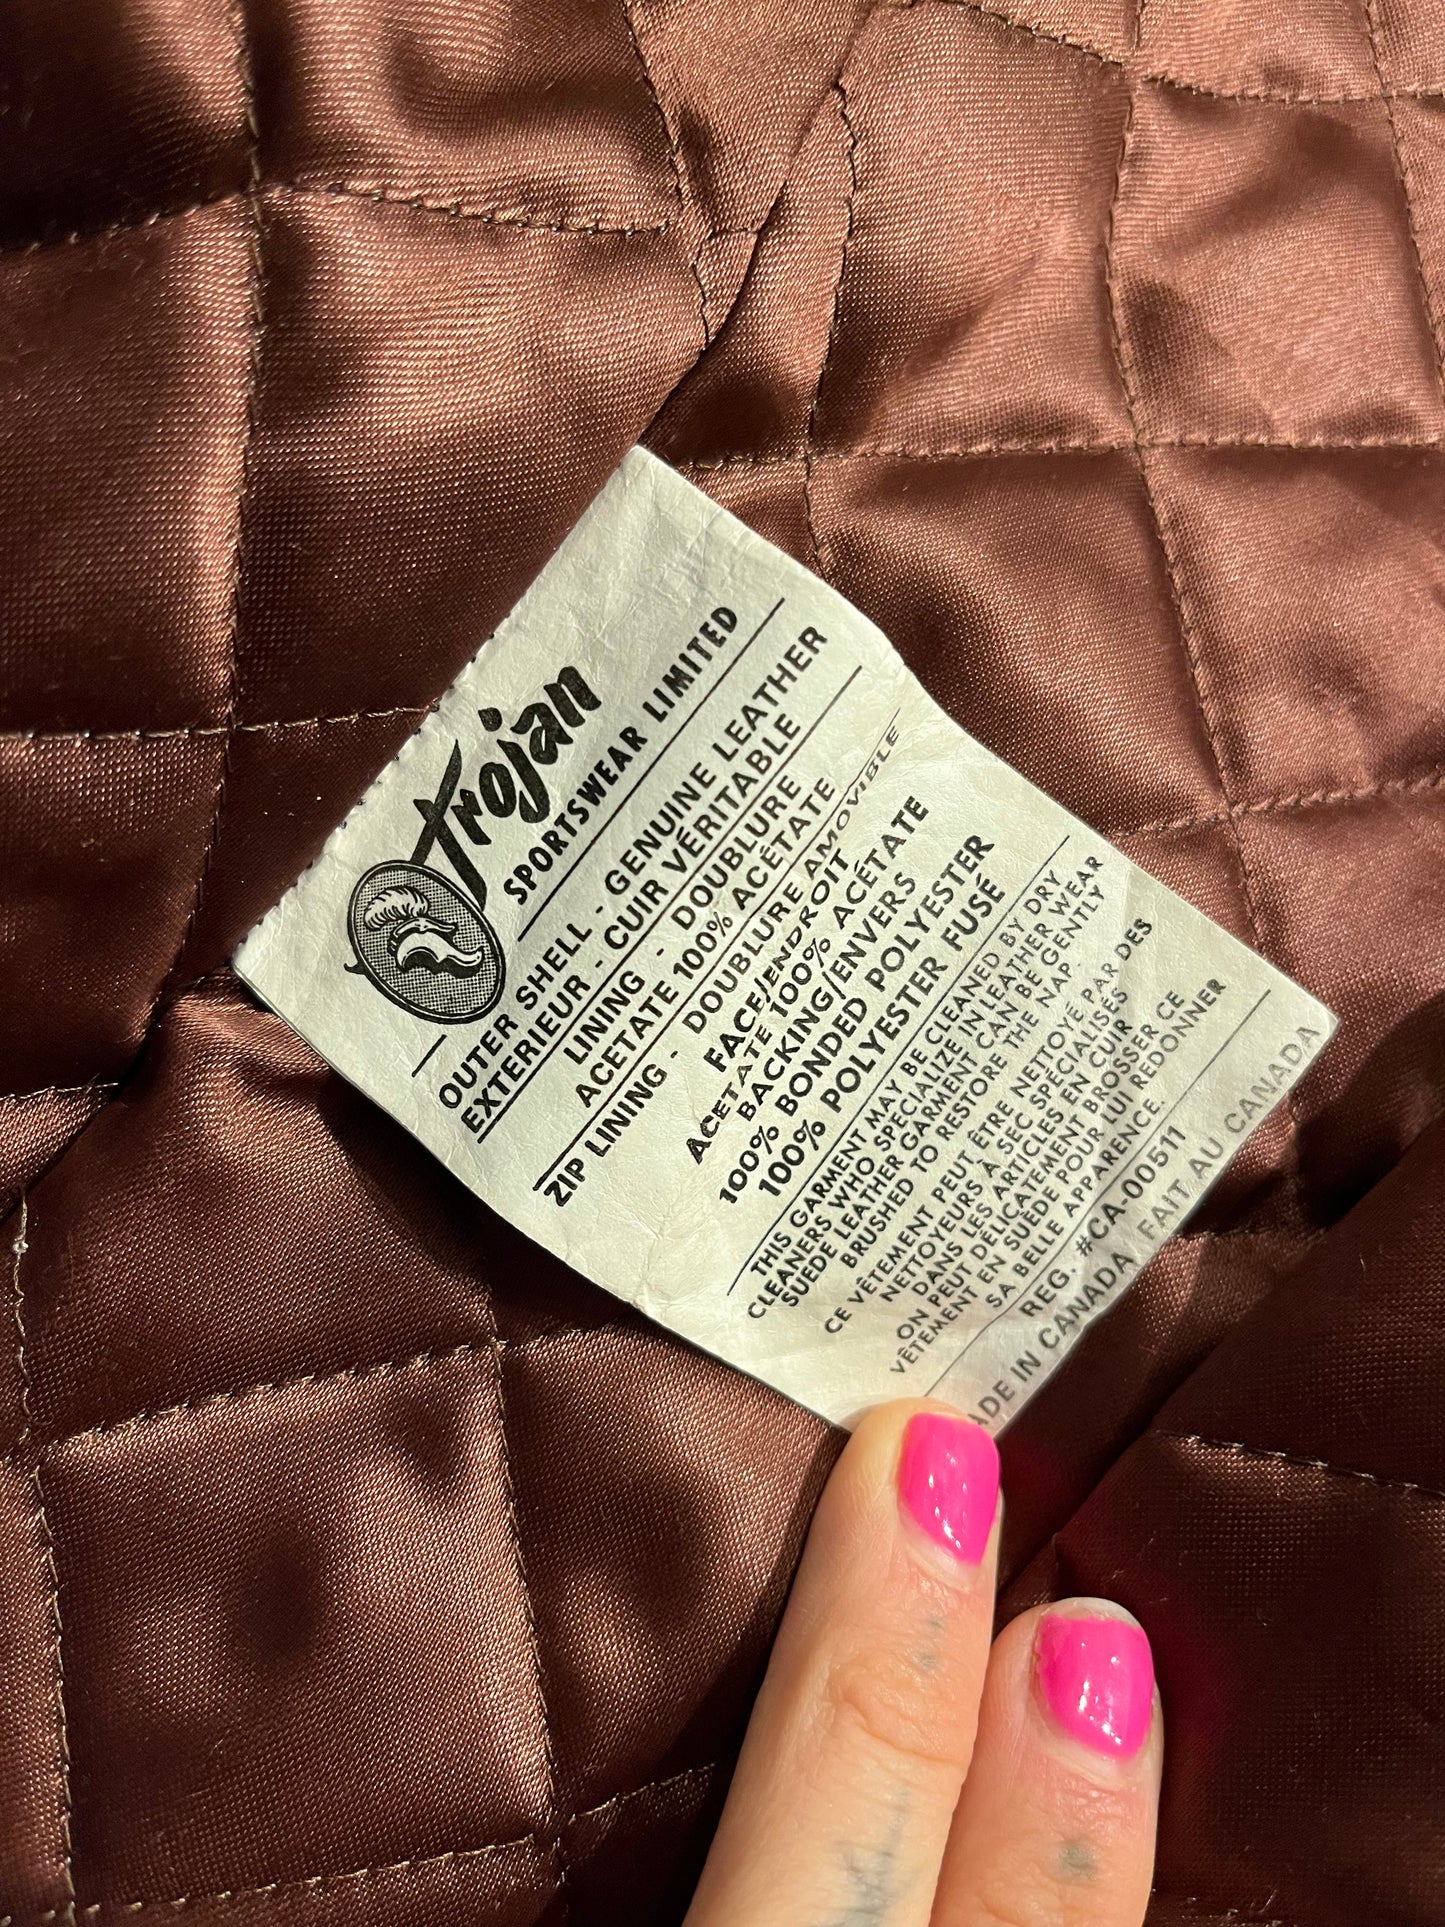 Trojan
SPORTSWEAR LIMITED
OUTER SHELL - GENUINE LEATHER
EXTERIEUR - CUIR VÉRITABLE
LINING - DOUBLURE
ACETATE 100% ACÉTATE
ZIP LINING - DOUBLURE AMOVIBLE
FACE/ENDROIT
ACETATE 100% ACÉTATE
BACKING/ENVERS
100% BONDED POLYESTER
100% POLYESTER FUSÉ
THIS GARMENT MAY BE CLEANED BY DRY
CLEANERS WHO SPECIALIZE IN LEATHER WEAR
SUEDE LEATHER GARMENT CAN BE GENTLY
BRUSHED TO RESTORE THE NAP.
CE VÊTEMENT PEUT ÊTRE NETTOYÉ PAR DES
NETTOYEURS À SEC SPECIALISÉS
DANS LES ARTICLES EN CUIR
ON PEUT DÉLICATEMENT BROSSER CE
VÊTEMENT EN SUÈDE POUR LUI REDONNER
SA BELLE APPARENCE.
REG. #CA-00511
ADE IN CANADA FAIT AU CANADA